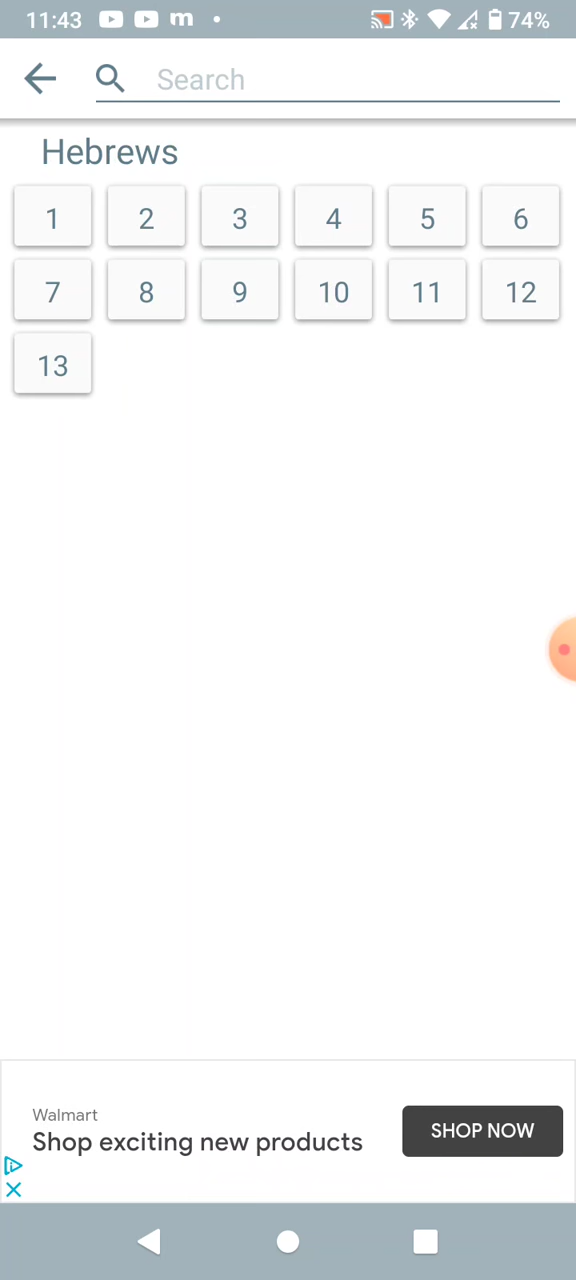 11:43 m 74%
Search
Hebrews
1 2 3 4 5 6
7 8 9 10 11 12
13
Walmart
Shop exciting new products
SHOP NOW